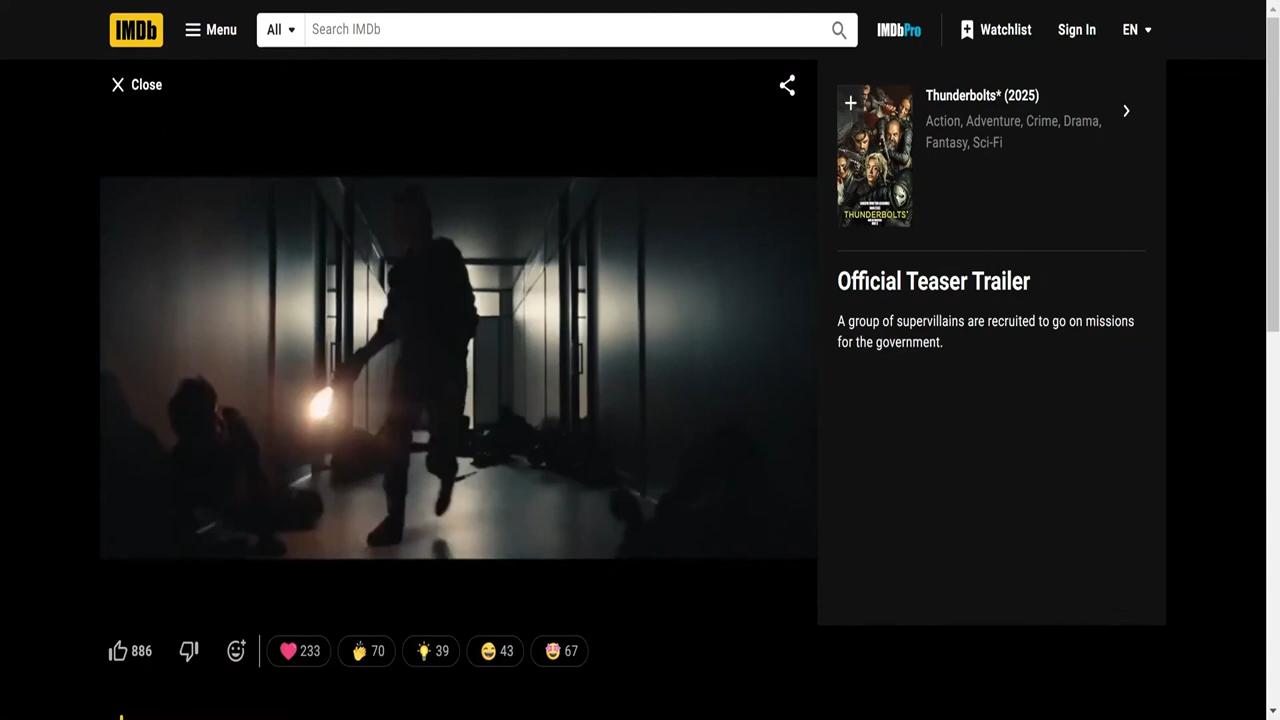 IMDb
Menu
All
Search IMDb
IMDbPro
Watchlist
Sign In
EN
Close
Thunderbolts* (2025)
Action, Adventure, Crime, Drama,
Fantasy, Sci-Fi
THUNDERBOLTS*
Official Teaser Trailer
A group of supervillains are recruited to go on missions
for the government.
886
233
70
39
43
67